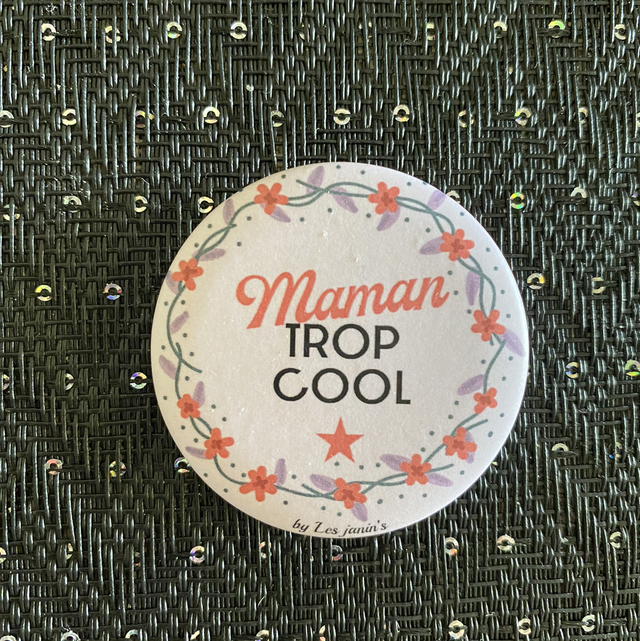 Maman
TROP
COOL
by Les janin's